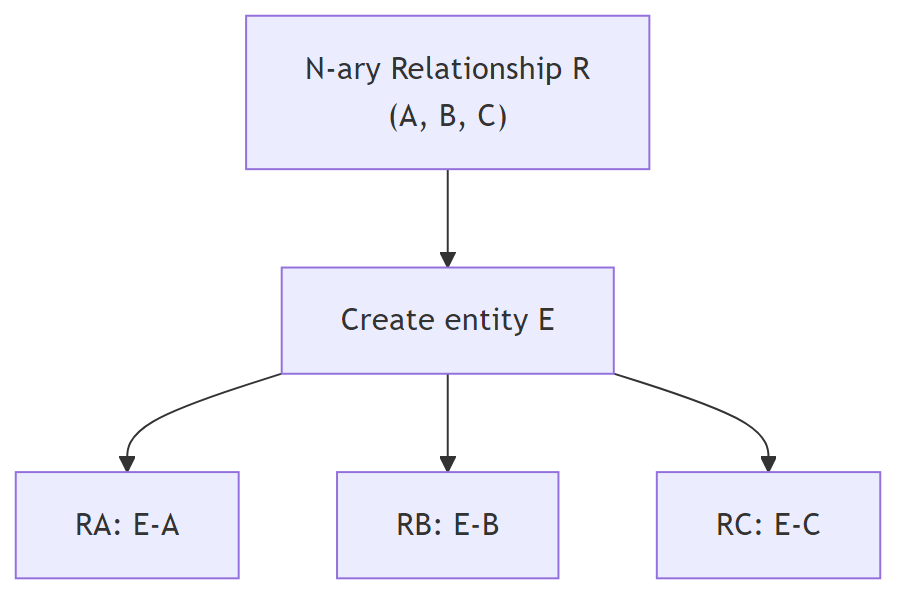 N-ary Relationship R
(A, B, C)
Create entity E
RA: E-A
RB: E-B
RC: E-C